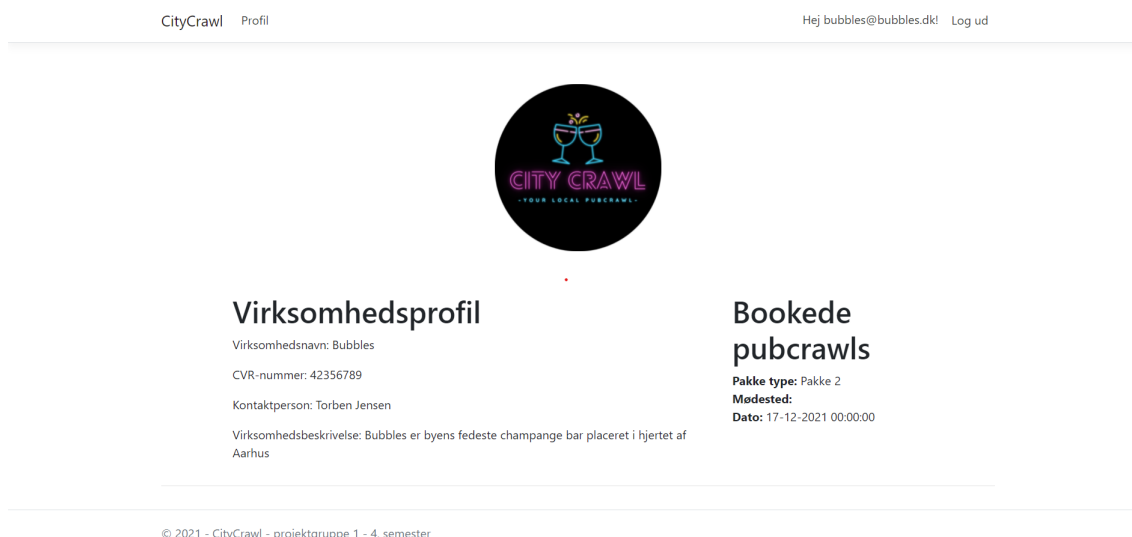 CityCrawl Profil Hej bubbles@bubbles.dk! Log ud
CITY CRAWL
-YOUR LOCAL PUBCRAWL-
Virksomhedsprofil
Virksomhedsnavn: Bubbles
CVR-nummer: 42356789
Kontaktperson: Torben Jensen
Virksomhedsbeskrivelse: Bubbles er byens fedeste champange bar placeret i hjertet af
Aarhus
Bookede
pubcrawls
Pakke type: Pakke 2
Mødested:
Dato: 17-12-2021 00:00:00
© 2021 - CityCrawl - projektgruppe 1 - 4. semester